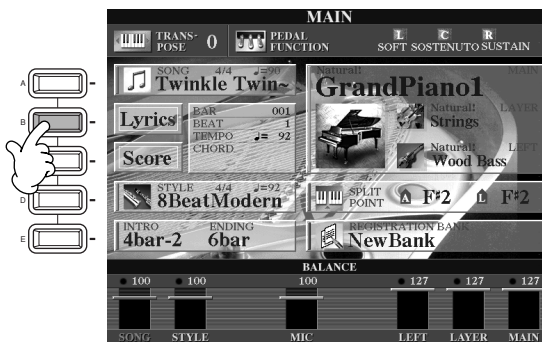 MAIN
TRANS-
POSE 0
PEDAL
FUNCTION
L C R
SOFT SOSTENUTO SUSTAIN
SONG 4/4 ♩=90
Twinkle Twin~
Lyrics
BAR 001
BEAT 1
TEMPO ♩= 92
CHORD
Score
STYLE 4/4 ♩=92
8BeatModern
INTRO ENDING
4bar-2 6bar
Natural! MAIN
GrandPiano1
Natural! LAYER
Strings
Natural! LEFT
Wood Bass
SPLIT
POINT A F♯2 L F♯2
REGISTRATION BANK
NewBank
A
B
D
E
BALANCE
100 100 100 127 127 127
SONG STYLE MIC LEFT LAYER MAIN